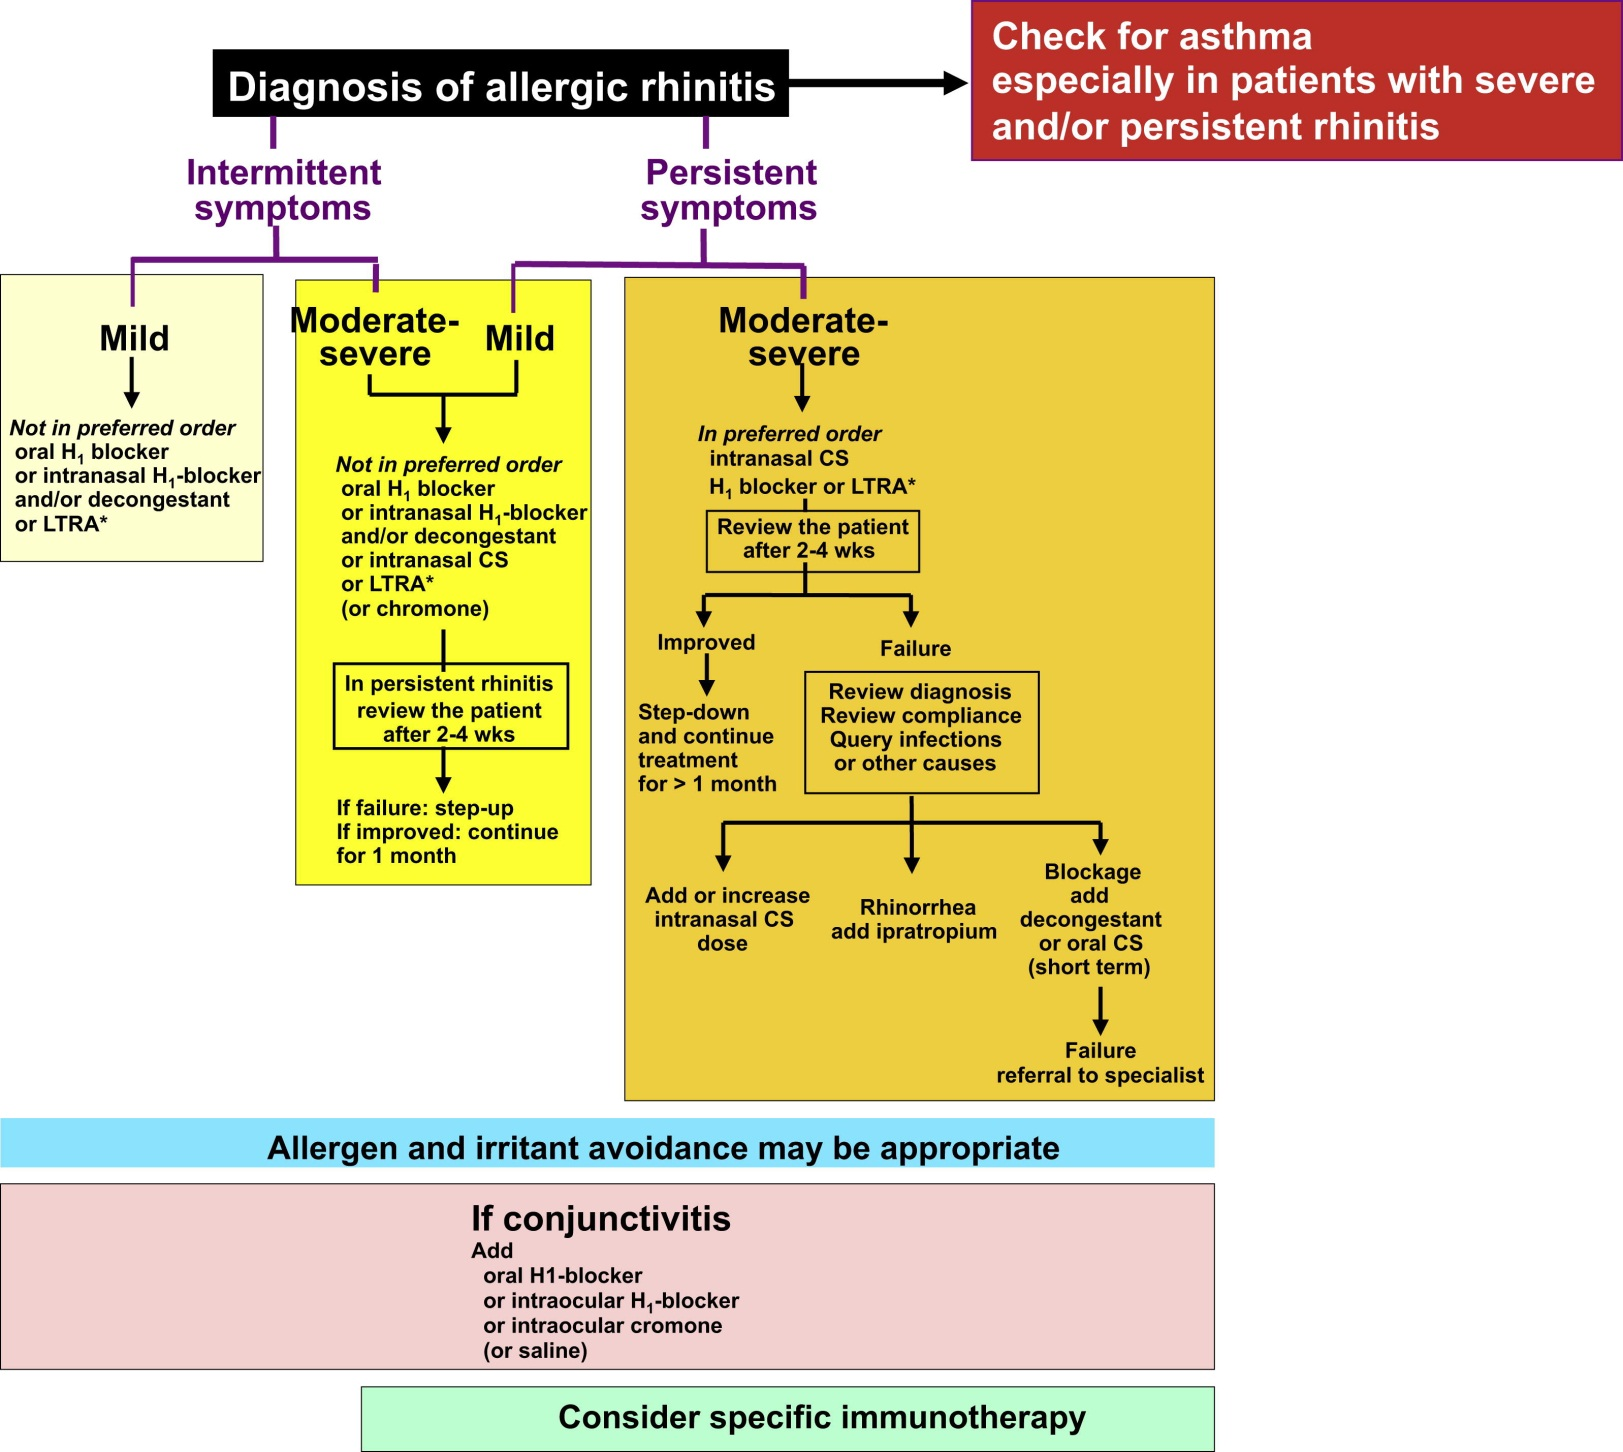 Diagnosis of allergic rhinitis
Check for asthma
especially in patients with severe
and/or persistent rhinitis
Intermittent
symptoms
Persistent
symptoms
Mild
Not in preferred order
oral H1 blocker
or intranasal H1-blocker
and/or decongestant
or LTRA*
Moderate-
severe
Mild
Not in preferred order
oral H1 blocker
or intranasal H1-blocker
and/or decongestant
or intranasal CS
or LTRA*
(or chromone)
In persistent rhinitis
review the patient
after 2-4 wks
If failure: step-up
If improved: continue
for 1 month
Moderate-
severe
In preferred order
intranasal CS
H1 blocker or LTRA*
Review the patient
after 2-4 wks
Improved
Step-down
and continue
treatment
for > 1 month
Failure
Review diagnosis
Review compliance
Query infections
or other causes
Add or increase
intranasal CS
dose
Rhinorrhea
add ipratropium
Blockage
add
decongestant
or oral CS
(short term)
Failure
referral to specialist
Allergen and irritant avoidance may be appropriate
If conjunctivitis
Add
oral H1-blocker
or intraocular H1-blocker
or intraocular cromone
(or saline)
Consider specific immunotherapy